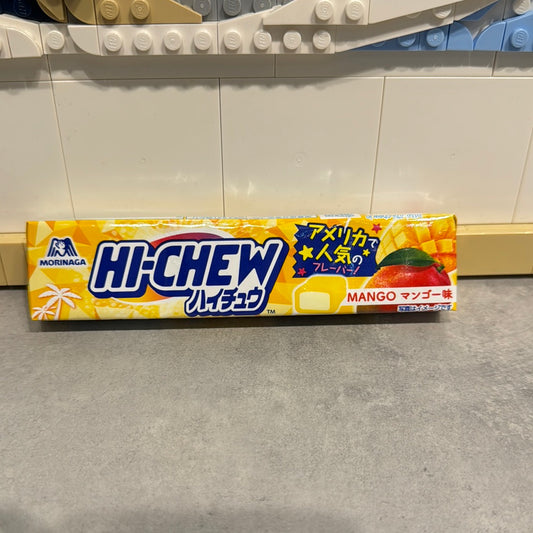 MORINAGA
HI-CHEW
ハイチュウ
TM
アメリカで
人気の
フレーバー!
MANGO マンゴー味